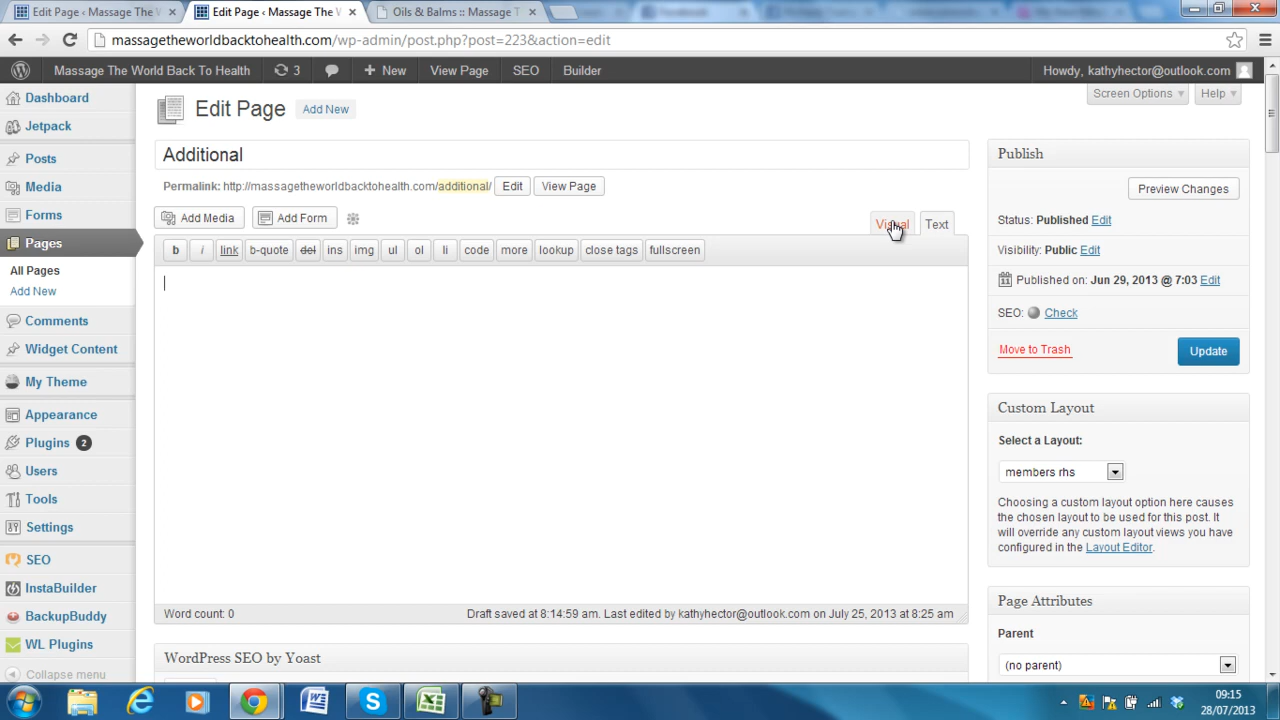 Edit Page ‹ Massage The W
Edit Page ‹ Massage The W
Oils & Balms :: Massage T
massagetheworldbacktohealth.com/wp-admin/post.php?post=223&action=edit
Massage The World Back To Health 3 New View Page SEO Builder Howdy, kathyhector@outlook.com
Screen Options Help
Dashboard
Jetpack
Posts
Media
Forms
Pages
All Pages
Add New
Comments
Widget Content
My Theme
Appearance
Plugins 2
Users
Tools
Settings
SEO
InstaBuilder
BackupBuddy
WL Plugins
Collapse menu
Edit Page Add New
Additional
Permalink: http://massagetheworldbacktohealth.com/additional/ Edit View Page
Add Media Add Form
Visual Text
b i link b-quote del ins img ul ol li code more lookup close tags fullscreen
Word count: 0 Draft saved at 8:14:59 am. Last edited by kathyhector@outlook.com on July 25, 2013 at 8:25 am
WordPress SEO by Yoast
Publish
Preview Changes
Status: Published Edit
Visibility: Public Edit
Published on: Jun 29, 2013 @ 7:03 Edit
SEO: Check
Move to Trash Update
Custom Layout
Select a Layout:
members rhs
Choosing a custom layout option here causes
the chosen layout to be used for this post. It
will override any custom layout views you have
configured in the Layout Editor.
Page Attributes
Parent
(no parent)
09:15
28/07/2013